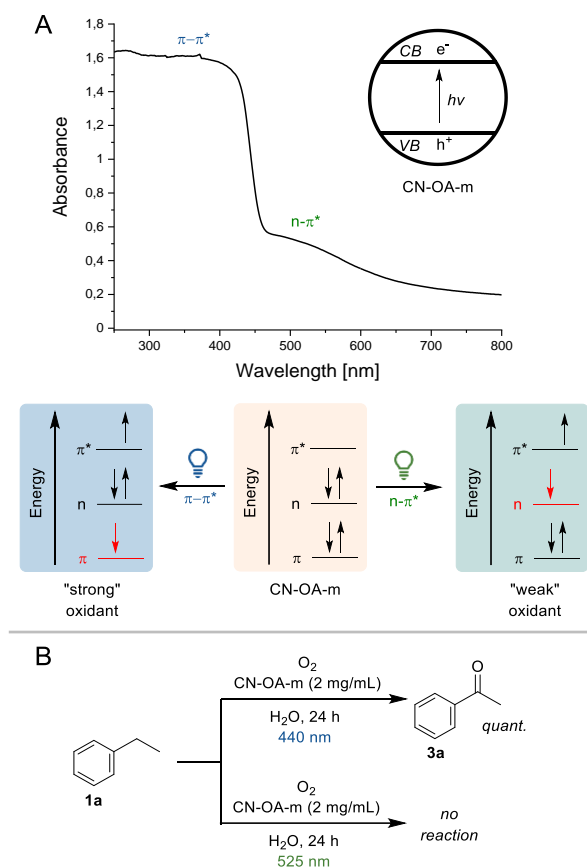 A
π−π*
CB e⁻
hν
VB h⁺
CN-OA-m
n-π*
Absorbance
1,8
1,6
1,4
1,2
1
0,8
0,6
0,4
0,2
0
300 400 500 600 700 800
Wavelength [nm]
Energy
π*
n
π
"strong"
oxidant
π−π*
Energy
π*
n
π
CN-OA-m
n-π*
Energy
π*
n
π
"weak"
oxidant
B
O₂
CN-OA-m (2 mg/mL)
H₂O, 24 h
440 nm
O
3a
quant.
1a
O₂
CN-OA-m (2 mg/mL)
H₂O, 24 h
525 nm
no
reaction